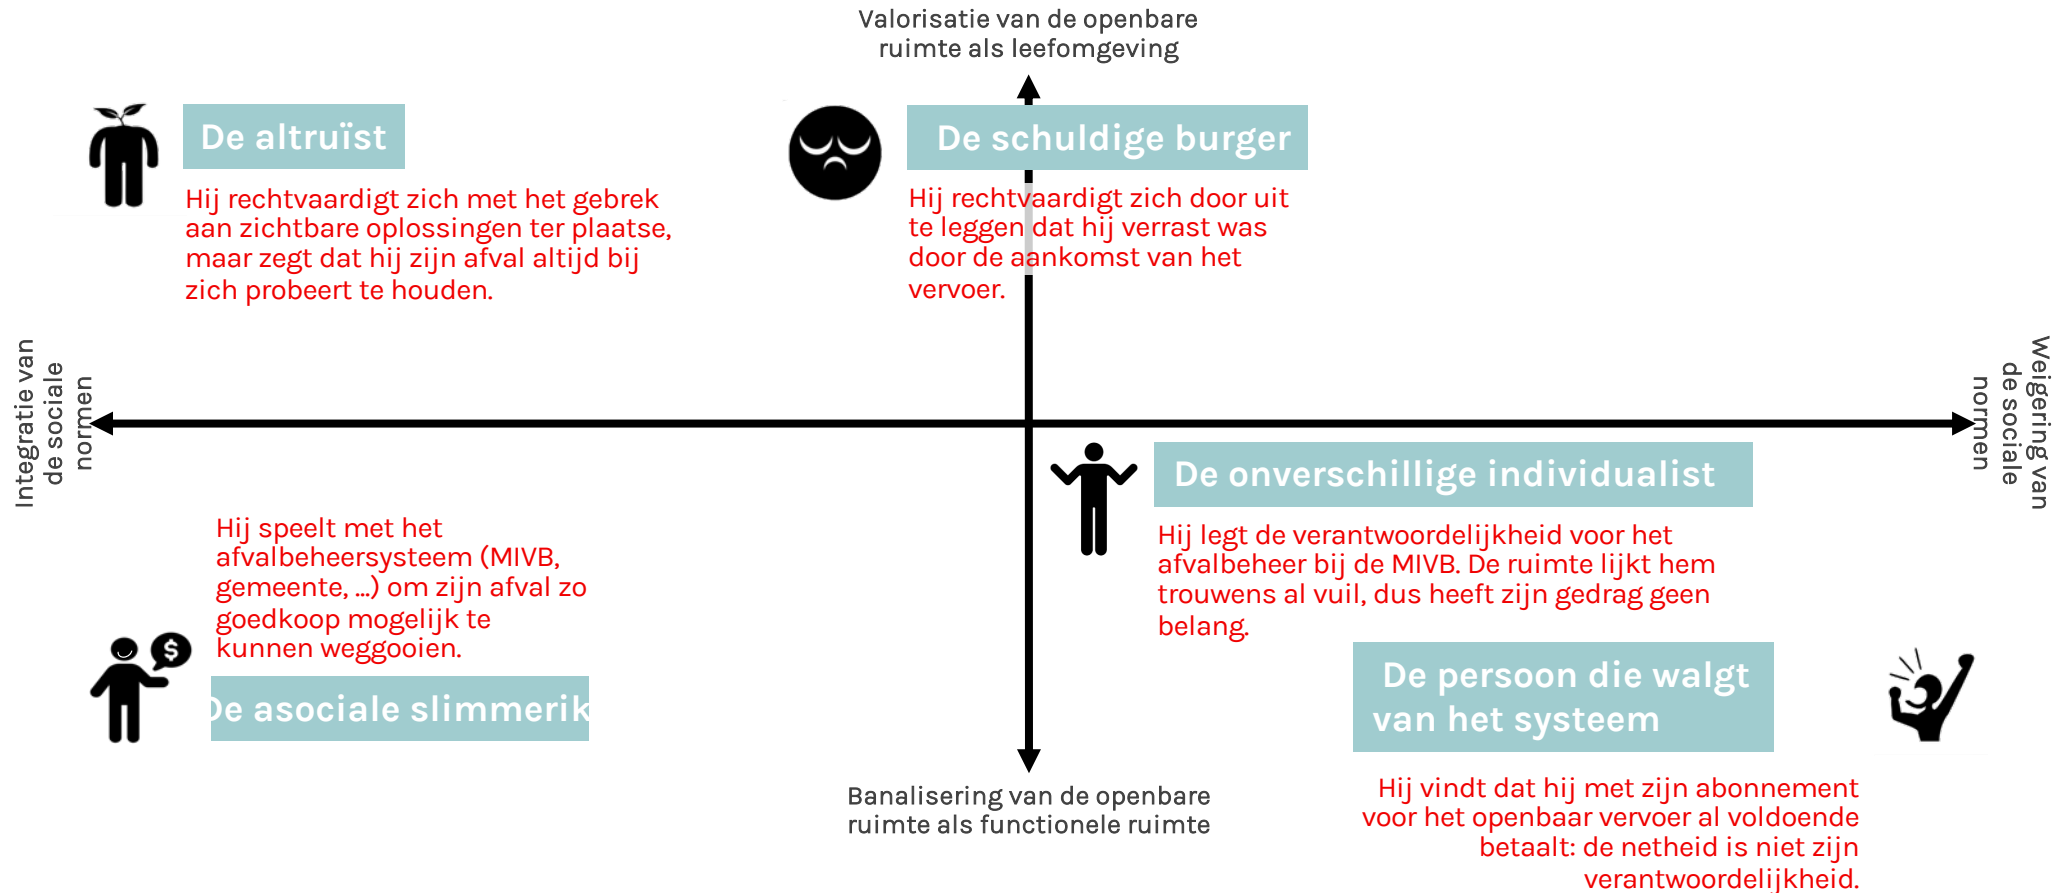 Valorisatie van de openbare
ruimte als leefomgeving
De altruïst
Hij rechtvaardigt zich met het gebrek
aan zichtbare oplossingen ter plaatse,
maar zegt dat hij zijn afval altijd bij
zich probeert te houden.
De schuldige burger
Hij rechtvaardigt zich door uit
te leggen dat hij verrast was
door de aankomst van het
vervoer.
Integratie van
de sociale
normen
Weigering van
de sociale
normen
De onverschillige individualist
Hij legt de verantwoordelijkheid voor het
afvalbeheer bij de MIVB. De ruimte lijkt hem
trouwens al vuil, dus heeft zijn gedrag geen
belang.
Hij speelt met het
afvalbeheersysteem (MIVB,
gemeente, ...) om zijn afval zo
goedkoop mogelijk te
kunnen weggooien.
$
De asociale slimmerik
De persoon die walgt
van het systeem
Hij vindt dat hij met zijn abonnement
voor het openbaar vervoer al voldoende
betaalt: de netheid is niet zijn
verantwoordelijkheid.
Banalisering van de openbare
ruimte als functionele ruimte